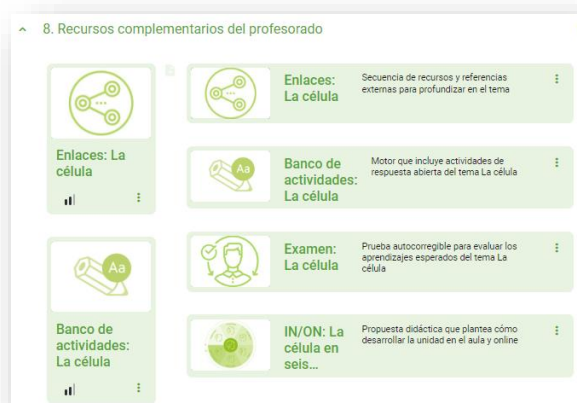 8. Recursos complementarios del profesorado
Enlaces: La
célula
Aa
Banco de
actividades:
La célula
Enlaces:
La célula
Secuencia de recursos y referencias
externas para profundizar en el tema
Aa
Banco de
actividades:
La célula
Motor que incluye actividades de
respuesta abierta del tema La célula
Examen:
La célula
Prueba autocorregible para evaluar los
aprendizajes esperados del tema La
célula
IN/ON: La
célula en
seis...
Propuesta didáctica que plantea cómo
desarrollar la unidad en el aula y online